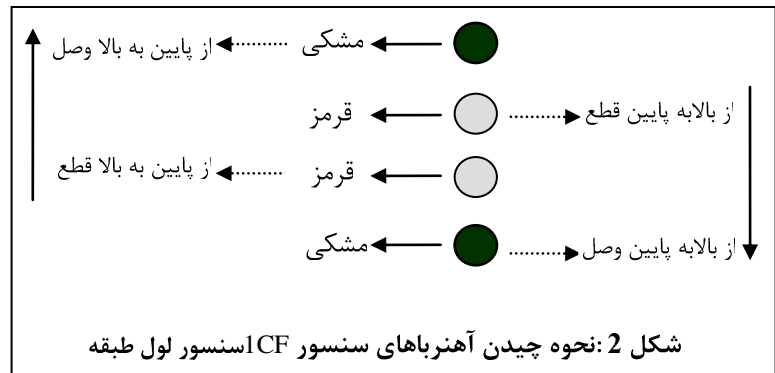 مشکی از پایین به بالا وصل
از بالابه پایین قطع قرمز
قرمز از پایین به بالا قطع
از بالابه پایین وصل مشکی
شکل 2 :نحوه چیدن آهنرباهای سنسور 1CFسنسور لول طبقه